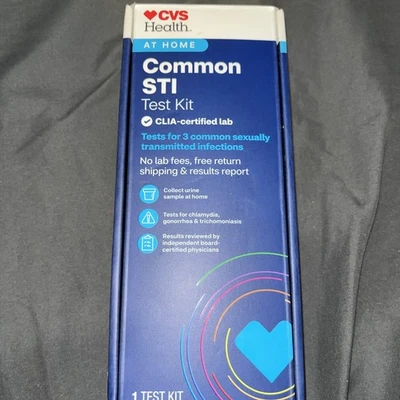 CVS
Health™
AT HOME
Common
STI
Test Kit
CLIA-certified lab
Tests for 3 common sexually
transmitted infections
No lab fees, free return
shipping & results report
Collect urine
sample at home
Tests for chlamydia,
gonorrhea & trichomoniasis
Results reviewed by
independent board-
certified physicians
1 TEST KIT